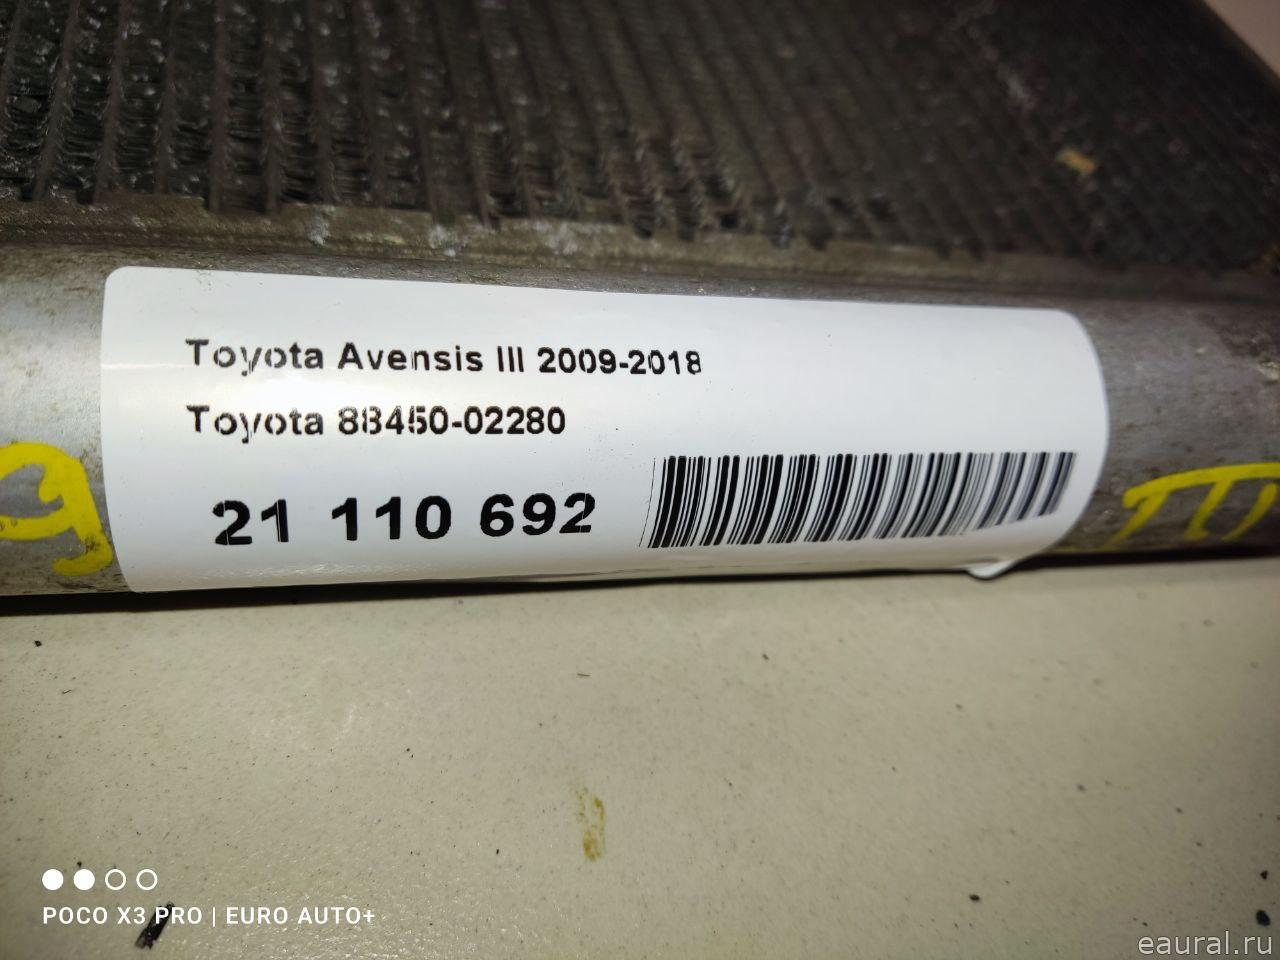 Toyota Avensis III 2009-2018
Toyota 88450-02280
21 110 692
POCO X3 PRO | EURO AUTO+
eaural.ru